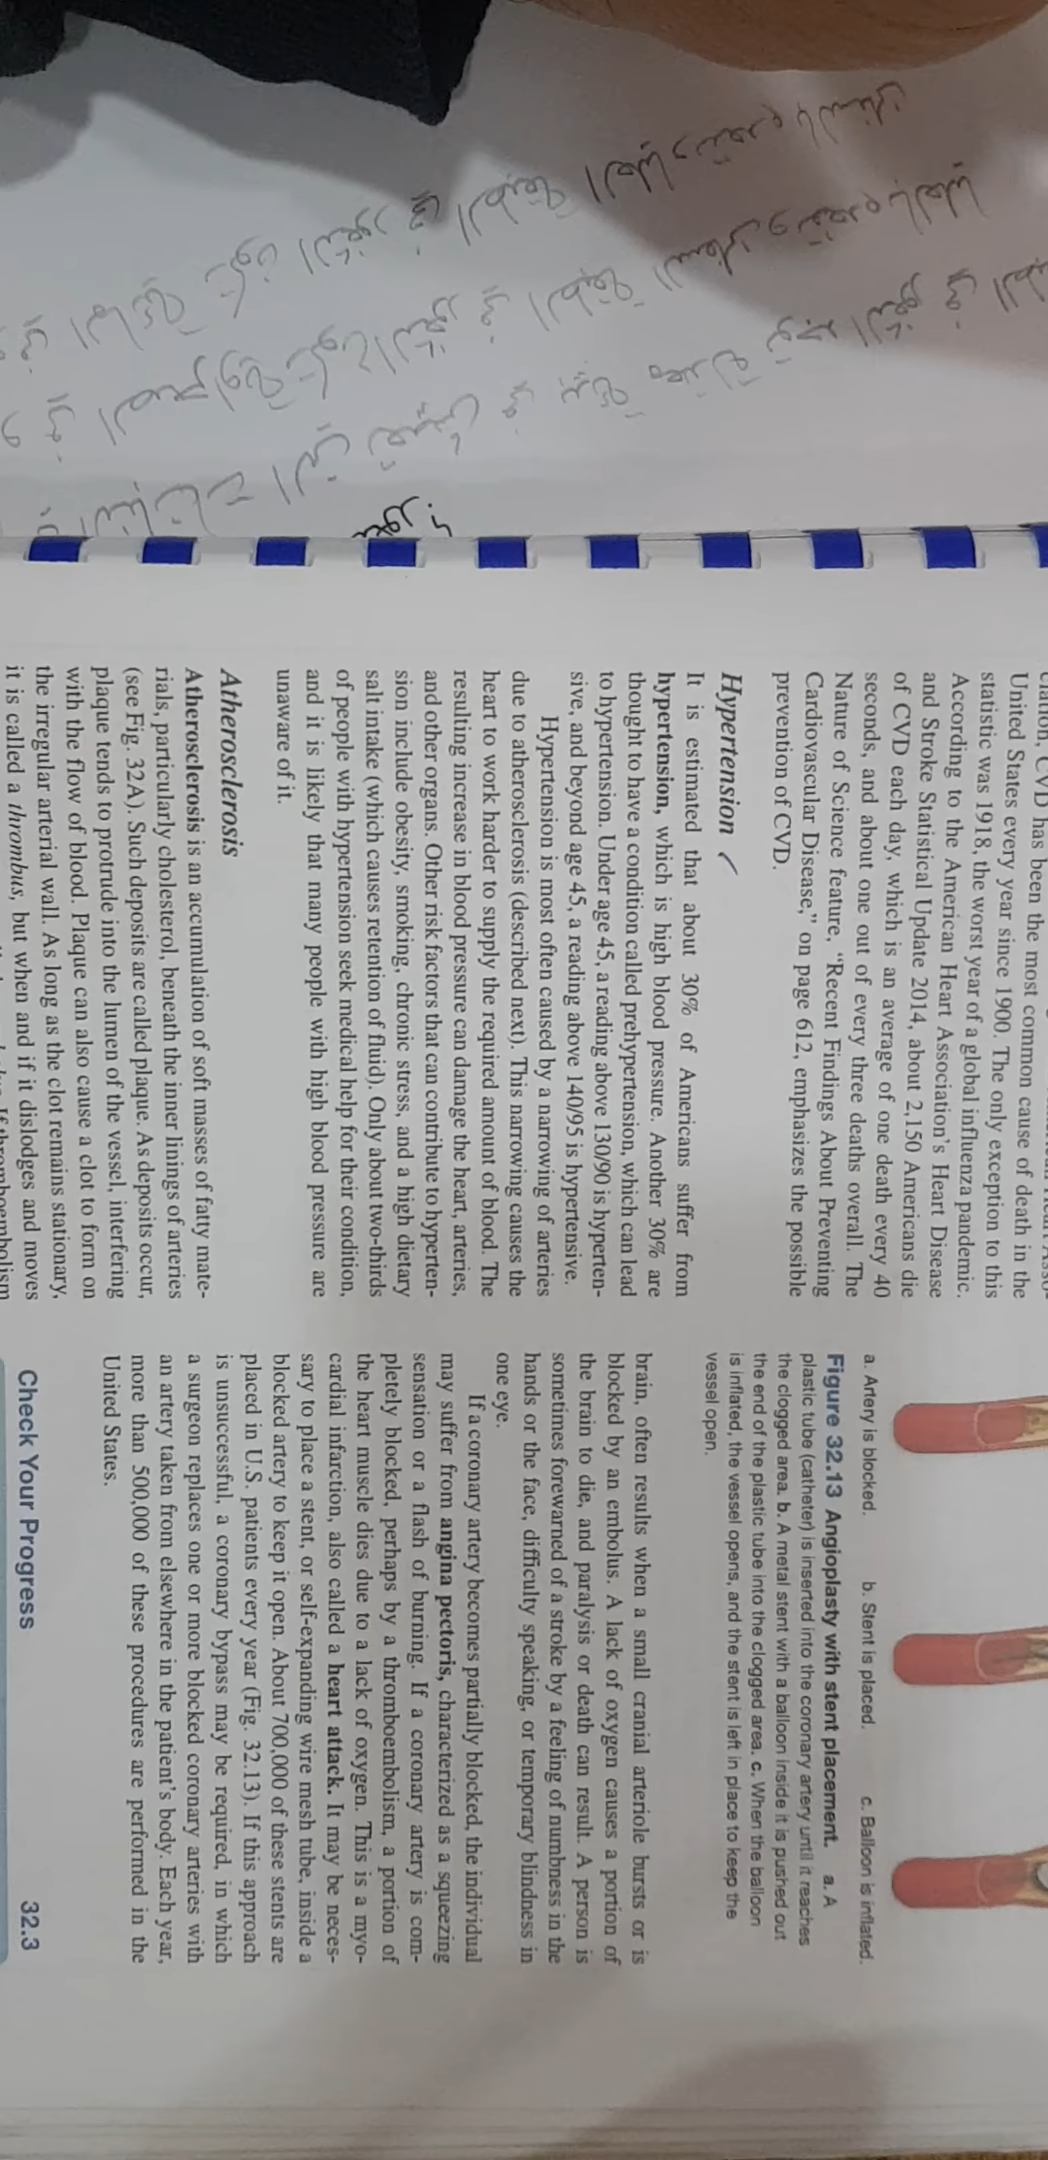 United States every year since 1900. The only exception to this
statistic was 1918, the worst year of a global influenza pandemic.
According to the American Heart Association's Heart Disease
and Stroke Statistical Update 2014, about 2,150 Americans die
of CVD each day, which is an average of one death every 40
seconds, and about one out of every three deaths overall. The
Nature of Science feature, "Recent Findings About Preventing
Cardiovascular Disease," on page 612, emphasizes the possible
prevention of CVD.
Hypertension
It is estimated that about 30% of Americans suffer from
hypertension, which is high blood pressure. Another 30% are
thought to have a condition called prehypertension, which can lead
to hypertension. Under age 45, a reading above 130/90 is hyperten-
sive, and beyond age 45, a reading above 140/95 is hypertensive.
Hypertension is most often caused by a narrowing of arteries
due to atherosclerosis (described next). This narrowing causes the
heart to work harder to supply the required amount of blood. The
resulting increase in blood pressure can damage the heart, arteries,
and other organs. Other risk factors that can contribute to hyperten-
sion include obesity, smoking, chronic stress, and a high dietary
salt intake (which causes retention of fluid). Only about two-thirds
of people with hypertension seek medical help for their condition,
and it is likely that many people with high blood pressure are
unaware of it.
Atherosclerosis
Atherosclerosis is an accumulation of soft masses of fatty mate-
rials, particularly cholesterol, beneath the inner linings of arteries
(see Fig. 32A). Such deposits are called plaque. As deposits occur,
plaque tends to protrude into the lumen of the vessel, interfering
with the flow of blood. Plaque can also cause a clot to form on
the irregular arterial wall. As long as the clot remains stationary,
it is called a thrombus, but when and if it dislodges and moves
a. Artery is blocked.
b. Stent is placed.
c. Balloon is inflated.
Figure 32.13 Angioplasty with stent placement. a. A
plastic tube (catheter) is inserted into the coronary artery until it reaches
the clogged area. b. A metal stent with a balloon inside it is pushed out
the end of the plastic tube into the clogged area. c. When the balloon
is inflated, the vessel opens, and the stent is left in place to keep the
vessel open.
brain, often results when a small cranial arteriole bursts or is
blocked by an embolus. A lack of oxygen causes a portion of
the brain to die, and paralysis or death can result. A person is
sometimes forewarned of a stroke by a feeling of numbness in the
hands or the face, difficulty speaking, or temporary blindness in
one eye.
If a coronary artery becomes partially blocked, the individual
may suffer from angina pectoris, characterized as a squeezing
sensation or a flash of burning. If a coronary artery is com-
pletely blocked, perhaps by a thromboembolism, a portion of
the heart muscle dies due to a lack of oxygen. This is a myo-
cardial infarction, also called a heart attack. It may be neces-
sary to place a stent, or self-expanding wire mesh tube, inside a
blocked artery to keep it open. About 700,000 of these stents are
placed in U.S. patients every year (Fig. 32.13). If this approach
is unsuccessful, a coronary bypass may be required, in which
a surgeon replaces one or more blocked coronary arteries with
an artery taken from elsewhere in the patient's body. Each year,
more than 500,000 of these procedures are performed in the
United States.
Check Your Progress 32.3